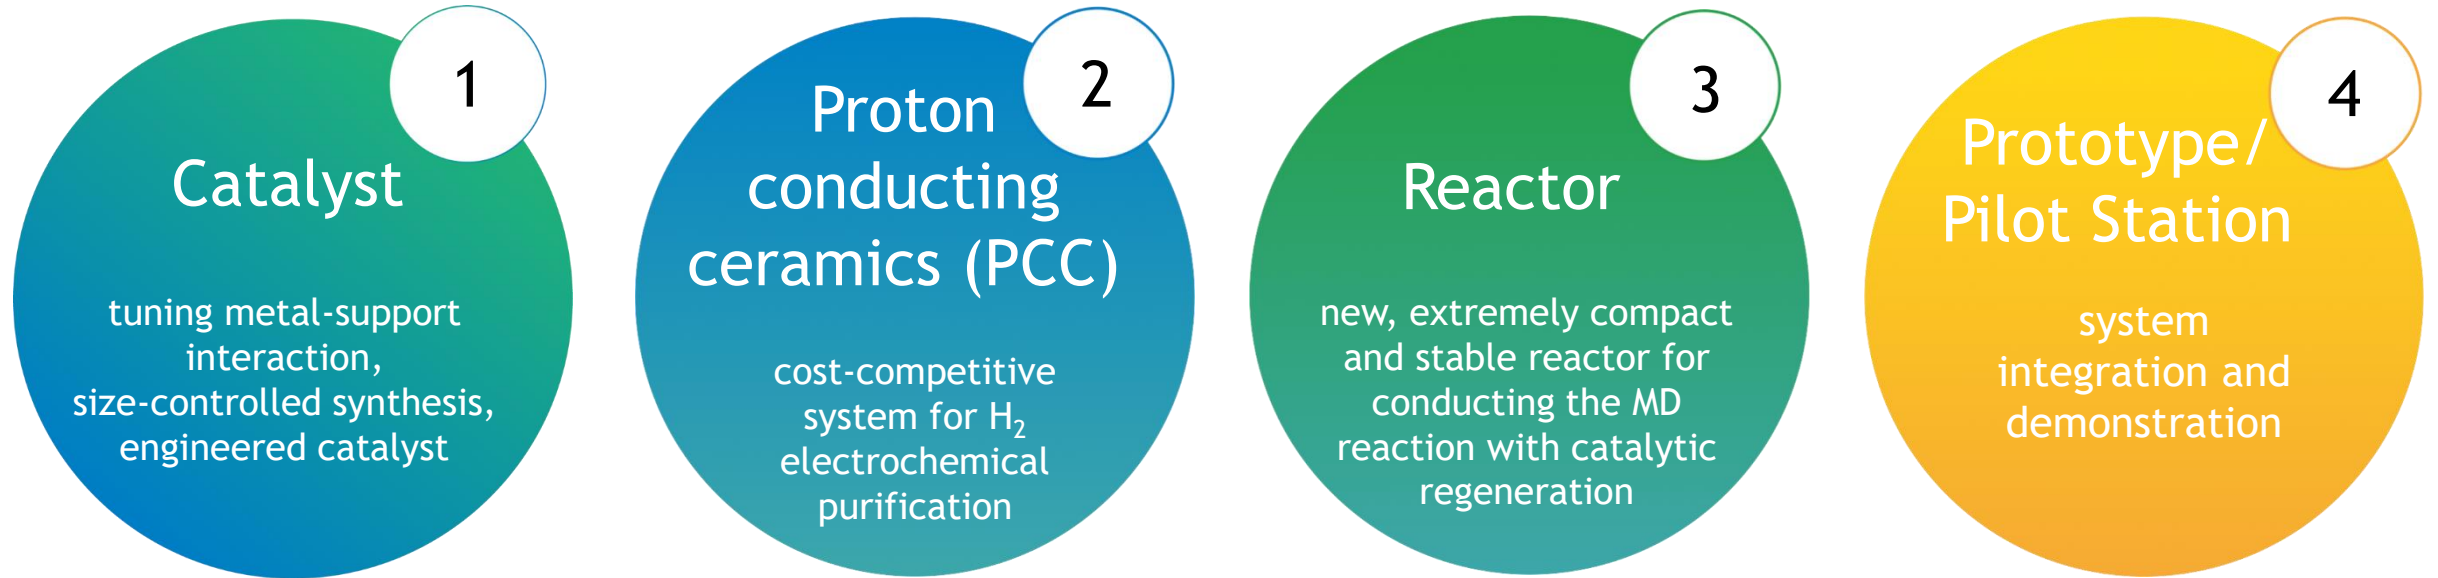 1
Catalyst
tuning metal-support
interaction,
size-controlled synthesis,
engineered catalyst
2
Proton
conducting
ceramics (PCC)
cost-competitive
system for H₂
electrochemical
purification
3
Reactor
new, extremely compact
and stable reactor for
conducting the MD
reaction with catalytic
regeneration
4
Prototype/
Pilot Station
system
integration and
demonstration